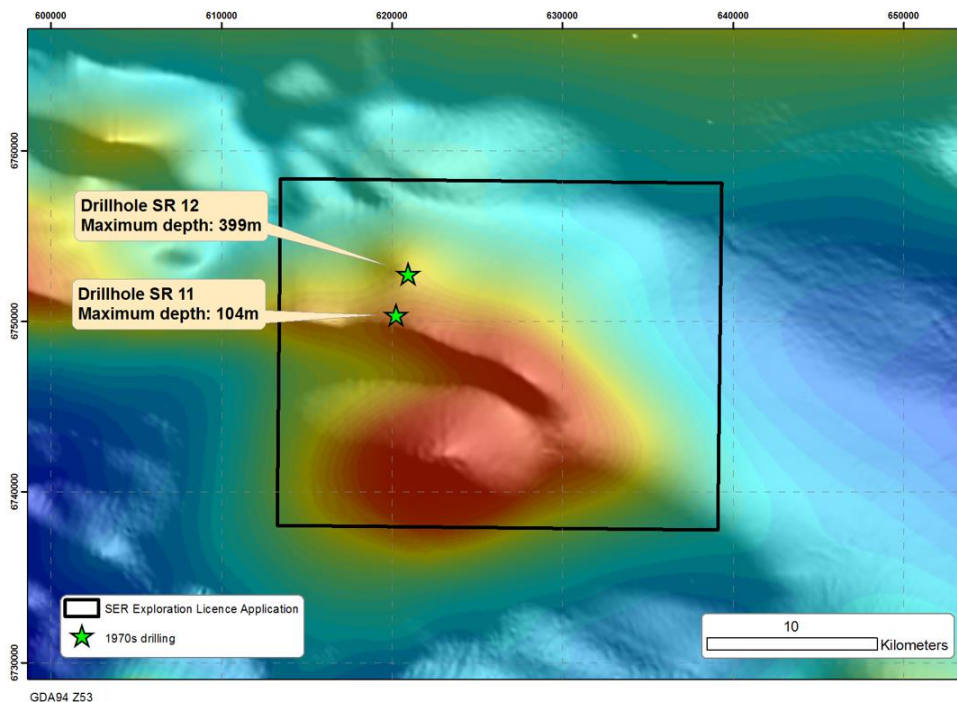 600000 610000 620000 630000 640000 650000
6760000
Drillhole SR 12
Maximum depth: 399m
Drillhole SR 11
Maximum depth: 104m
6750000
6740000
SER Exploration Licence Application
1970s drilling
10
Kilometers
6730000
GDA94 Z53